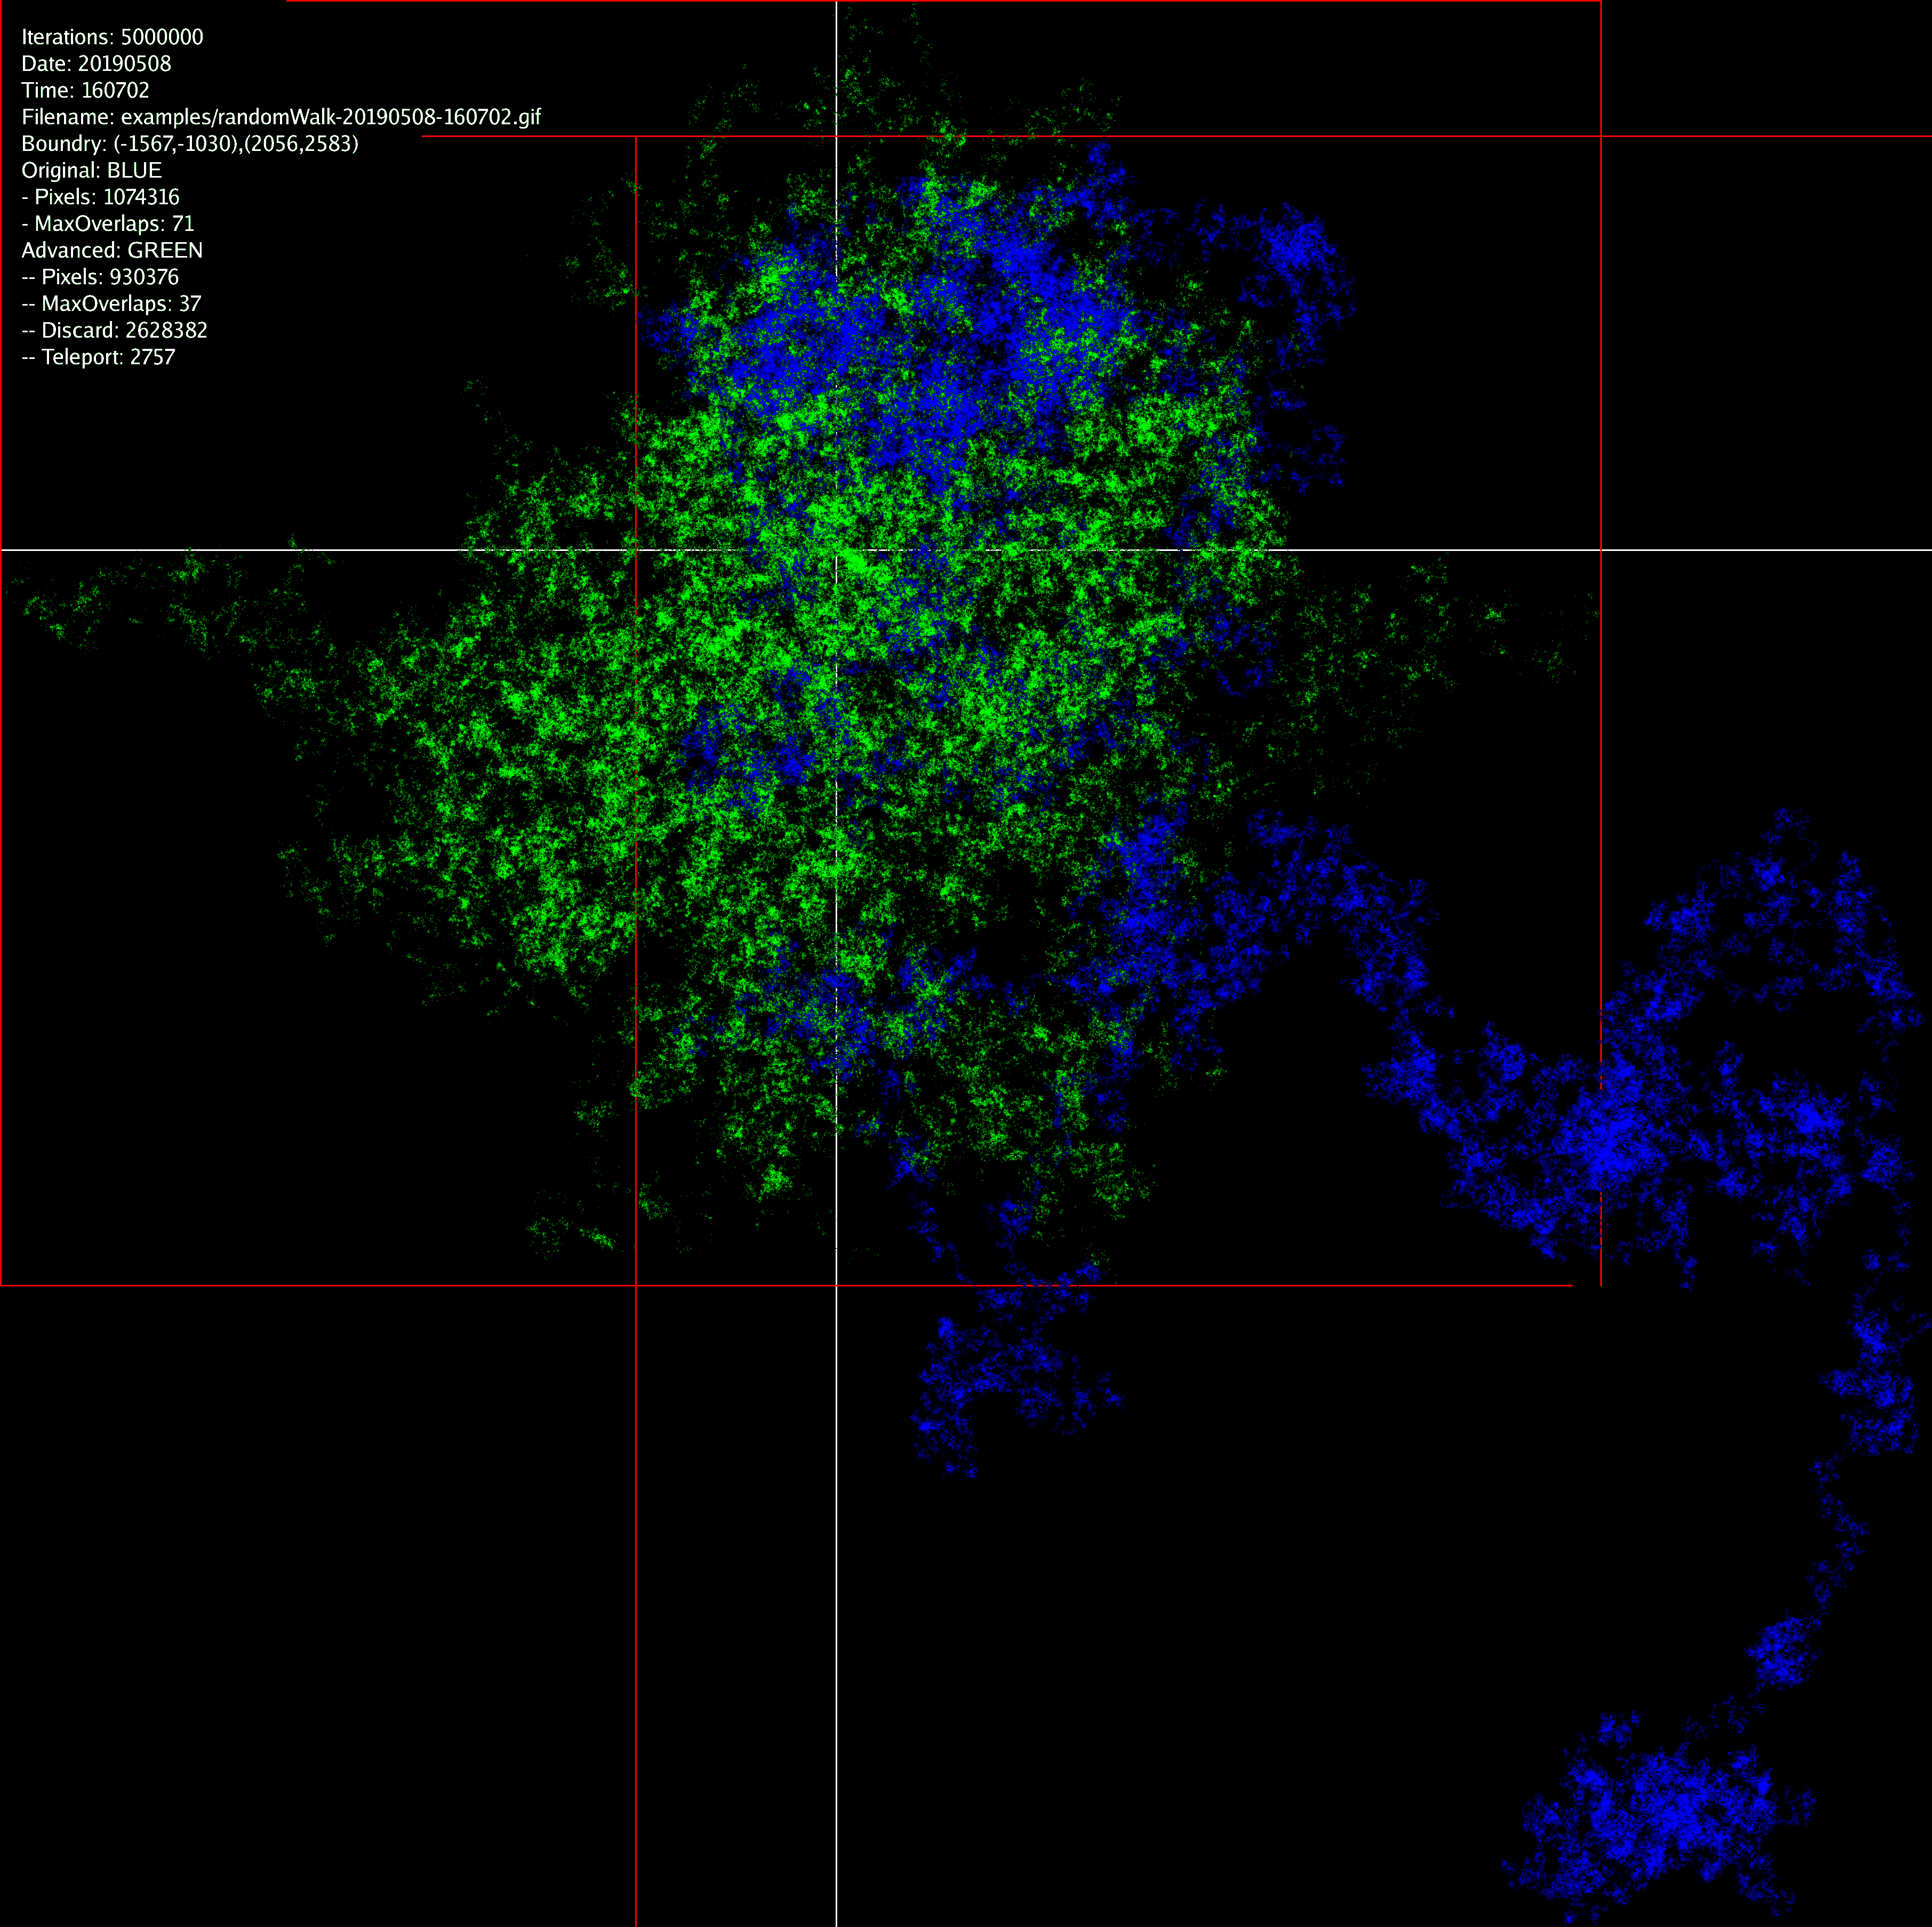 Iterations: 5000000
Date: 20190508
Time: 160702
Filename: examples/randomWalk-20190508-160702.gif
Boundry: (-1567,-1030),(2056,2583)
Original: BLUE
- Pixels: 1074316
- MaxOverlaps: 71
Advanced: GREEN
-- Pixels: 930376
-- MaxOverlaps: 37
-- Discard: 2628382
-- Teleport: 2757